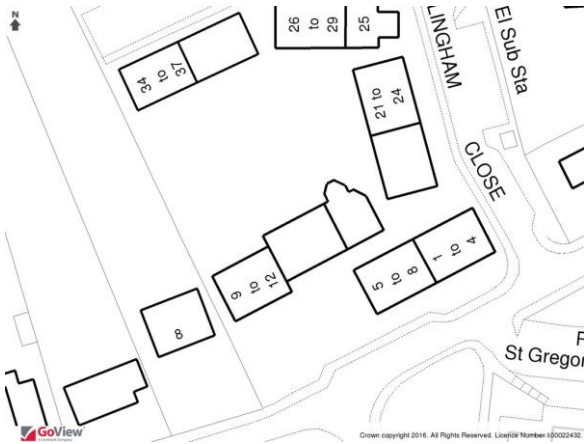 N
26
to
29
25
34
to
37
LINGHAM
El Sub Sta
21 to
24
CLOSE
1
to
4
5
to
8
9
to
12
8
F
St Gregor
GoView
Crown copyright 2016. All Rights Reserved. Licence Number 100022432